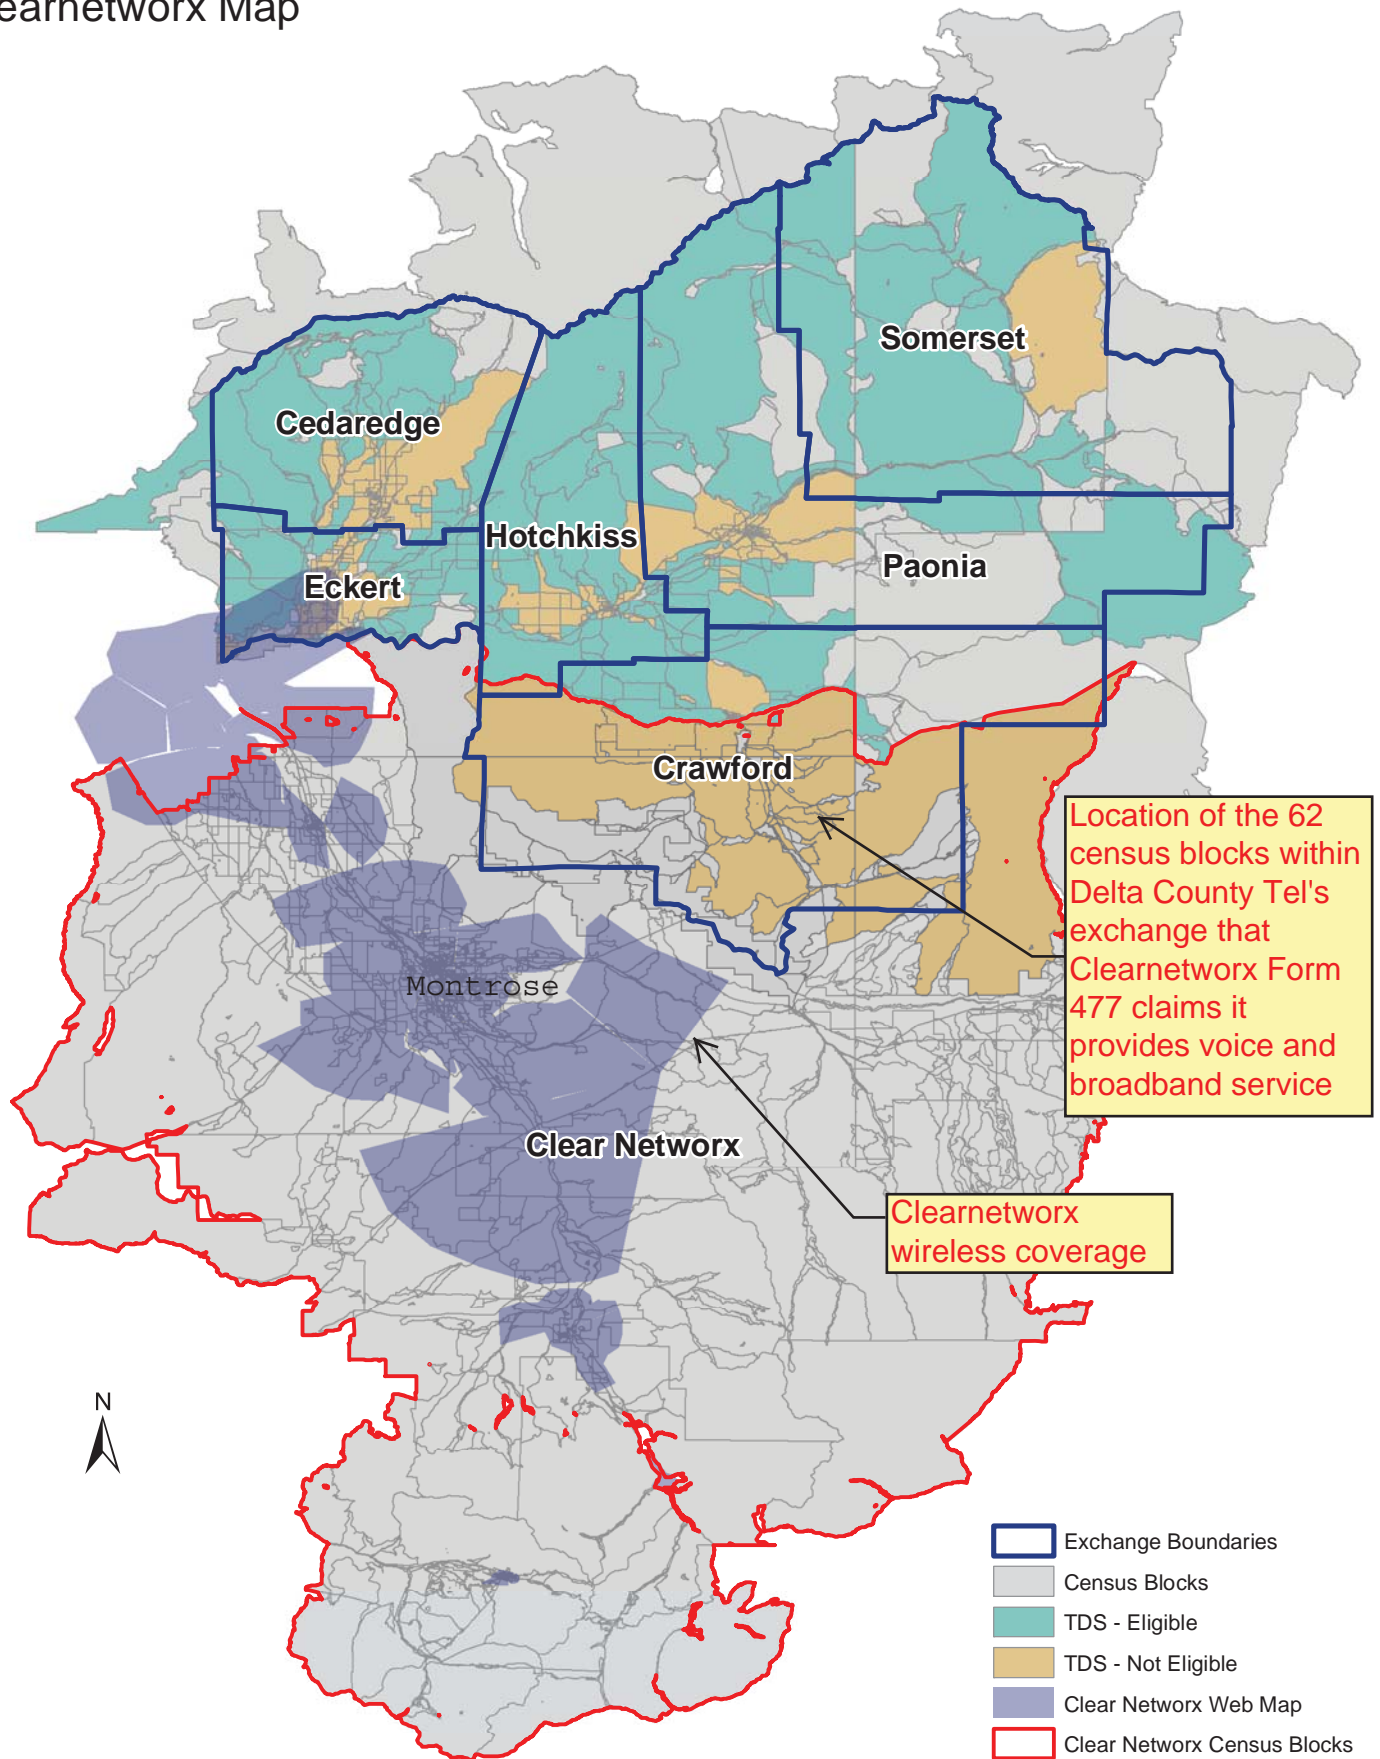 earnetworx Map
Somerset
Cedaredge
Hotchkiss
Paonia
Eckert
Crawford
Location of the 62
census blocks within
Delta County Tel's
exchange that
Clearnetworx Form
477 claims it
provides voice and
broadband service
Montrose
Clear Networx
Clearnetworx
wireless coverage
N
Exchange Boundaries
Census Blocks
TDS - Eligible
TDS - Not Eligible
Clear Networx Web Map
Clear Networx Census Blocks